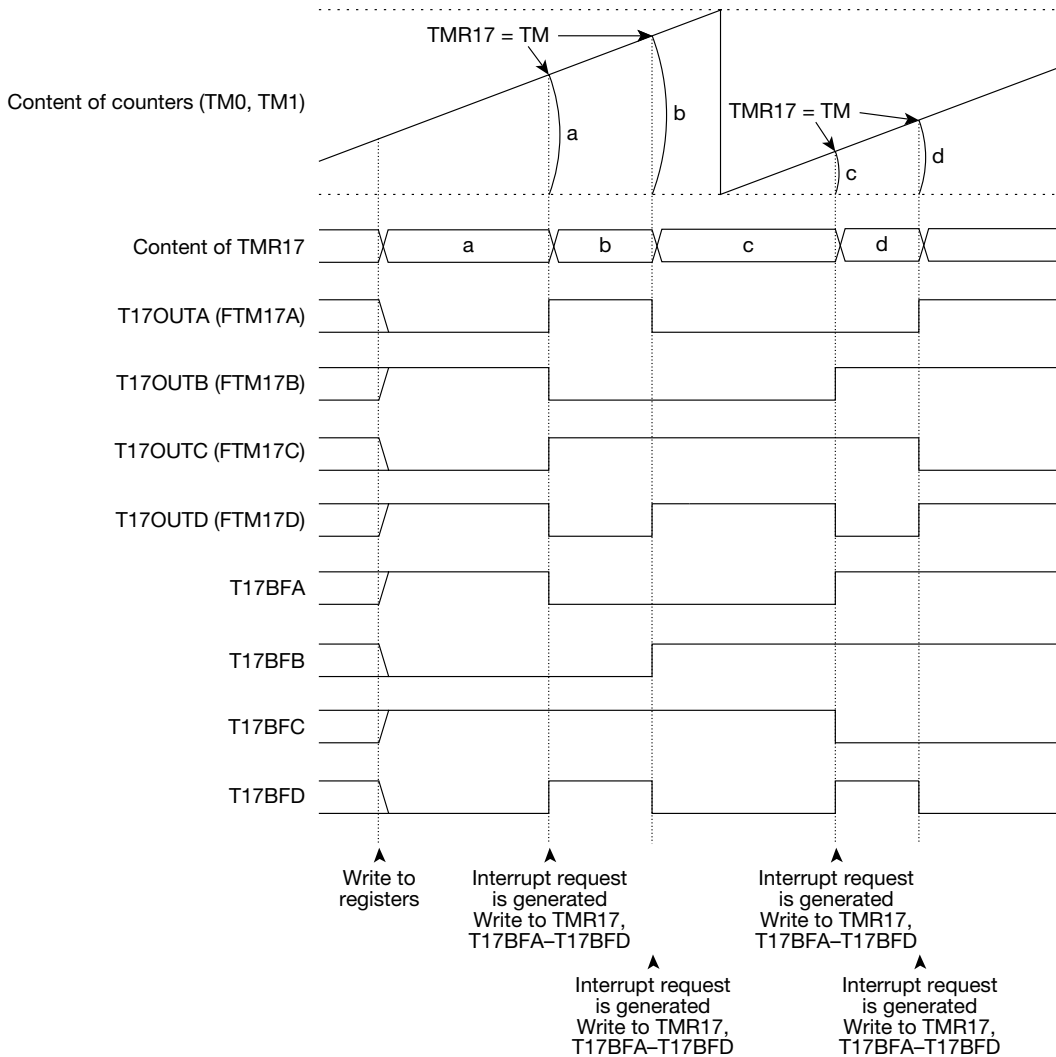 TMR17 = TM
Content of counters (TM0, TM1)
a
b
TMR17 = TM
c
d
Content of TMR17
a
b
c
d
T17OUTA (FTM17A)
T17OUTB (FTM17B)
T17OUTC (FTM17C)
T17OUTD (FTM17D)
T17BFA
T17BFB
T17BFC
T17BFD
Write to
registers
Interrupt request
is generated
Write to TMR17,
T17BFA–T17BFD
Interrupt request
is generated
Write to TMR17,
T17BFA–T17BFD
Interrupt request
is generated
Write to TMR17,
T17BFA–T17BFD
Interrupt request
is generated
Write to TMR17,
T17BFA–T17BFD